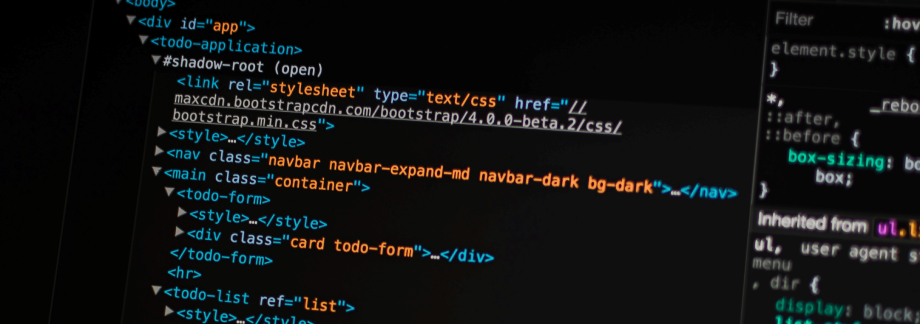 <body>
<div id="app">
<todo-application>
#shadow-root (open)
<link rel="stylesheet" type="text/css" href="//
maxcdn.bootstrapcdn.com/bootstrap/4.0.0-beta.2/css/
bootstrap.min.css">
<style>…</style>
<nav class="navbar navbar-expand-md navbar-dark bg-dark">…</nav>
<main class="container">
<todo-form>
<style>…</style>
<div class="card todo-form">…</div>
</todo-form>
<hr>
<todo-list ref="list">
<style>…</style>
Filter :hov
element.style {
}
*, _rebo
::after,
::before {
box-sizing: bo
box;
}
Inherited from ul.li
ul, user agent s
menu
, dir {
display: block;